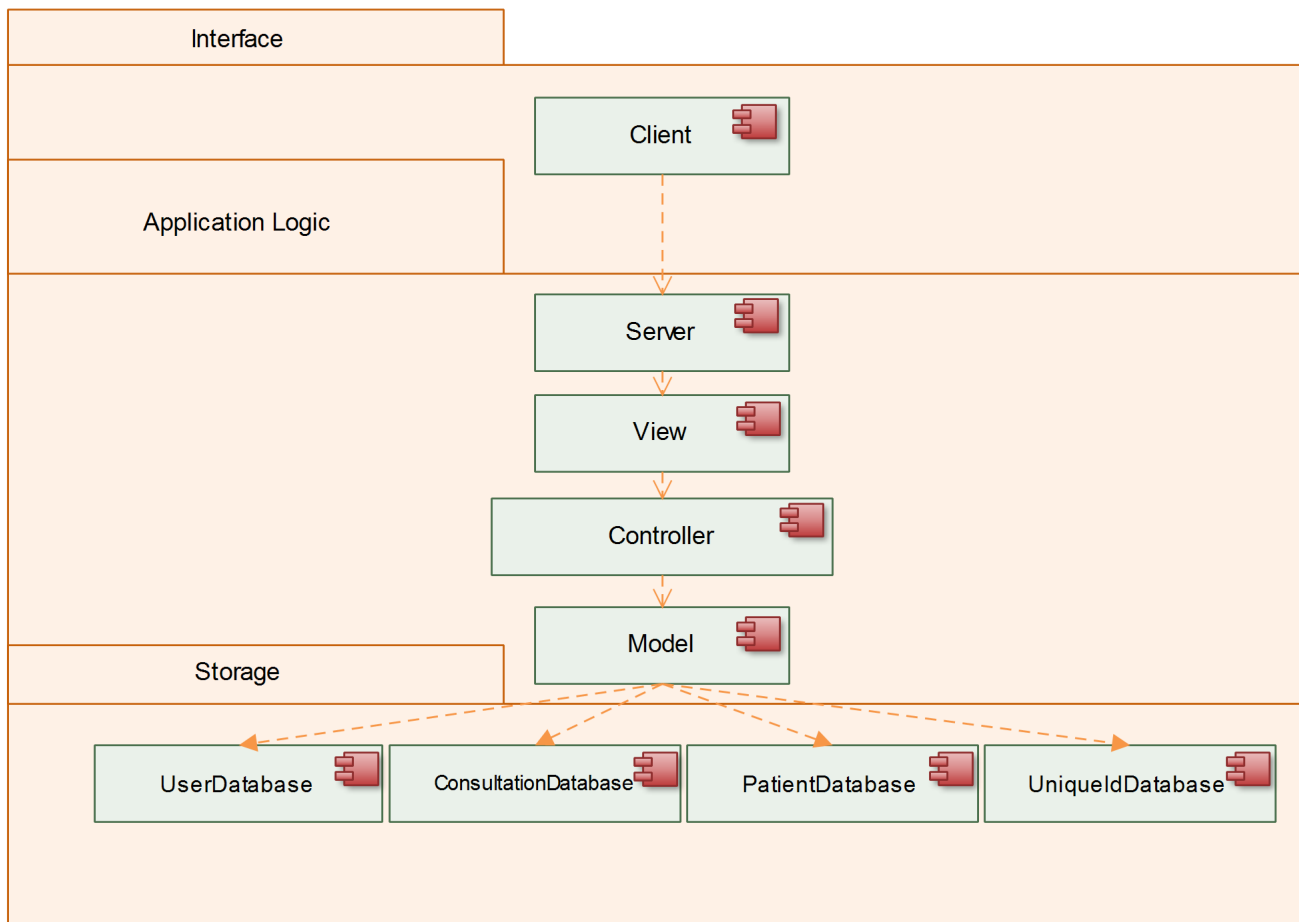 Interface
Client
Application Logic
Server
View
Controller
Model
Storage
UserDatabase
ConsultationDatabase
PatientDatabase
UniqueIdDatabase